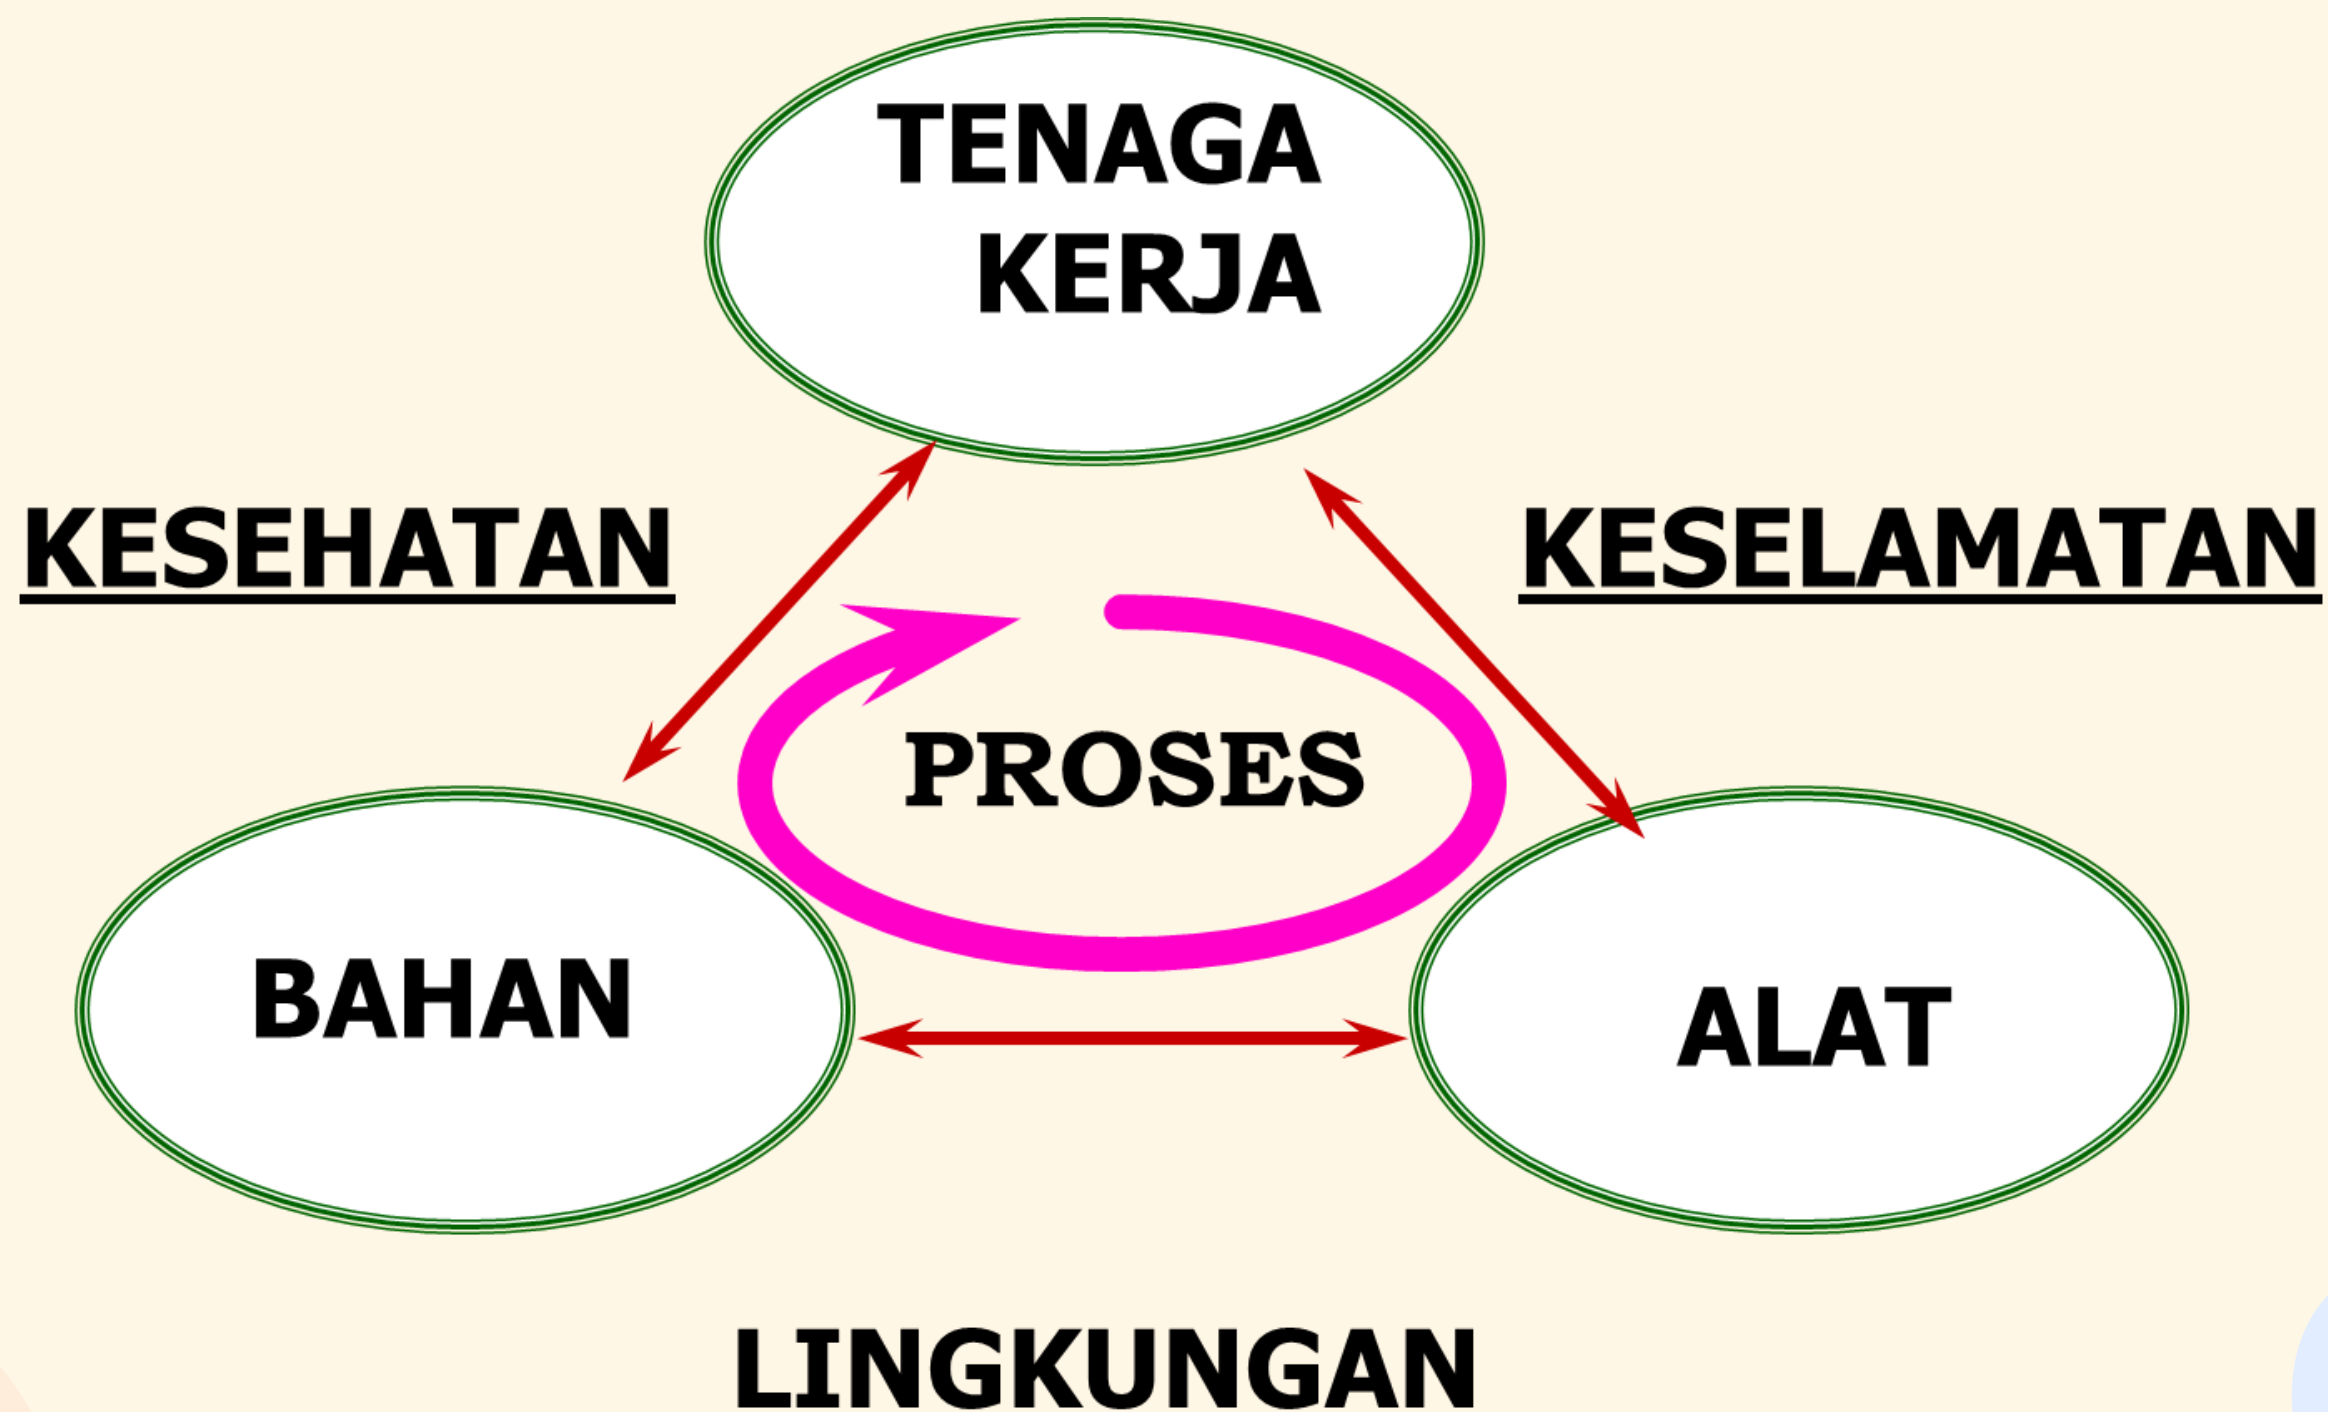 TENAGA
KERJA
KESEHATAN
KESELAMATAN
PROSES
BAHAN
ALAT
LINGKUNGAN